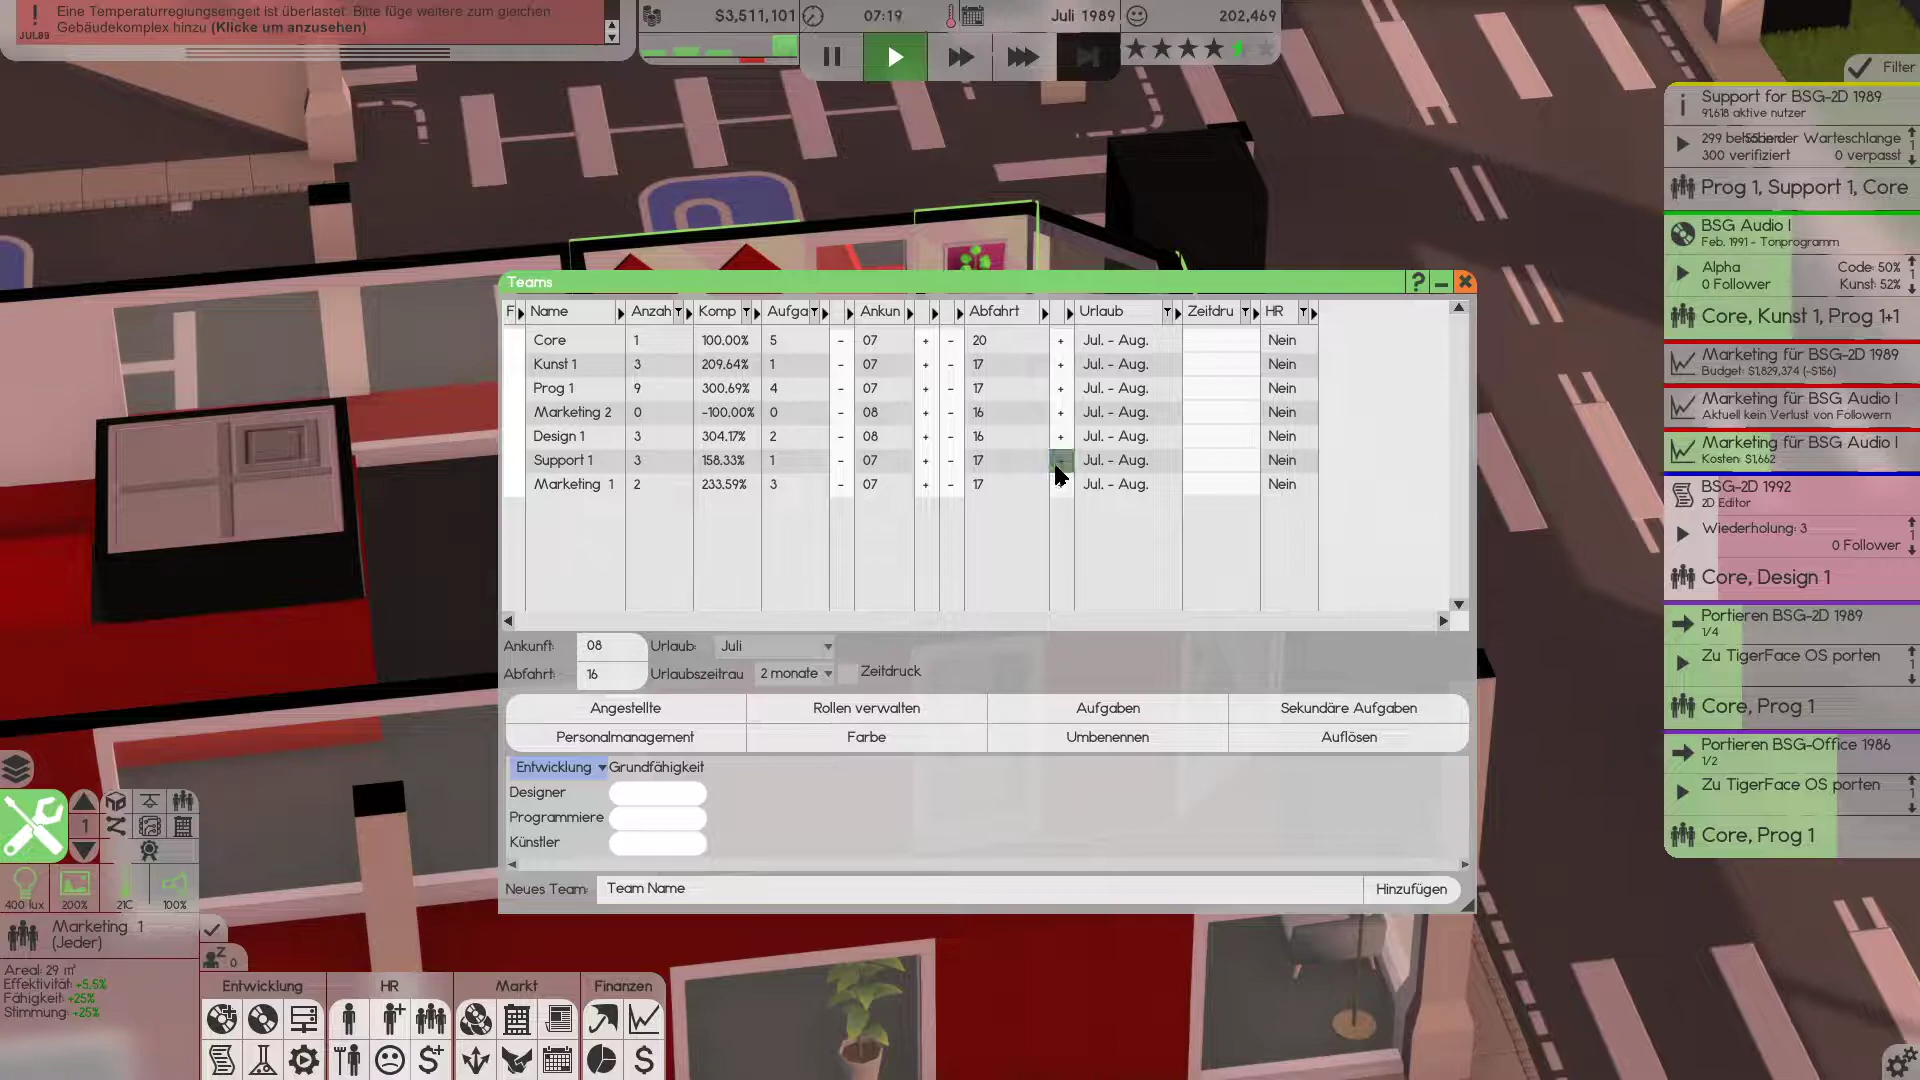 Eine Temperaturregiungseingeit ist überlastet. Bitte füge weitere zum gleichen
Gebäudekomplex hinzu (Klicke um anzusehen)
JUL89
$3,511,101
07:19
Juli 1989
202,469
Filter
Support for BSG-2D 1989
91,618 aktive nutzer
Warteschlange
300 verifiziert 0 verpasst
Prog 1, Support 1, Core
BSG Audio I
Feb. 1991 - Tonprogramm
Alpha Code: 50%
0 Follower Kunst: 52%
Core, Kunst 1, Prog 1+1
Marketing für BSG-2D 1989
Budget: $1,829,374 (-$156)
Marketing für BSG Audio I
Aktuell kein Verlust von Followern
Marketing für BSG Audio I
Kosten: $1,662
BSG-2D 1992
2D Editor
Wiederholung: 3
0 Follower
Core, Design 1
Portieren BSG-2D 1989
1/4
Zu TigerFace OS porten
Core, Prog 1
Portieren BSG-Office 1986
1/2
Zu TigerFace OS porten
Core, Prog 1
Teams
F Name Anzah Komp Aufga Ankun Abfahrt Urlaub Zeitdru HR
Core 1 100.00% 5 - 07 + - 20 + Jul. - Aug. Nein
Kunst 1 3 209.64% 1 - 07 + - 17 + Jul. - Aug. Nein
Prog 1 9 300.69% 4 - 07 + - 17 + Jul. - Aug. Nein
Marketing 2 0 -100.00% 0 - 08 + - 16 + Jul. - Aug. Nein
Design 1 3 304.17% 2 - 08 + - 16 + Jul. - Aug. Nein
Support 1 3 158.33% 1 - 07 + - 17 Jul. - Aug. Nein
Marketing 1 2 233.59% 3 - 07 + - 17 Jul. - Aug. Nein
Ankunft: 08 Urlaub: Juli
Abfahrt: 16 Urlaubszeitrau 2 monate Zeitdruck
Angestellte Rollen verwalten Aufgaben Sekundäre Aufgaben
Personalmanagement Farbe Umbenennen Auflösen
Entwicklung Grundfähigkeit
Designer
Programmiere
Künstler
Neues Team: Team Name Hinzufügen
1
400 lux 200% 21C 100%
Marketing 1
(Jeder)
Areal: 29 m²
Effektivität: +5.5%
Fähigkeit: +25%
Stimmung: +25%
Z
0
Entwicklung HR Markt Finanzen